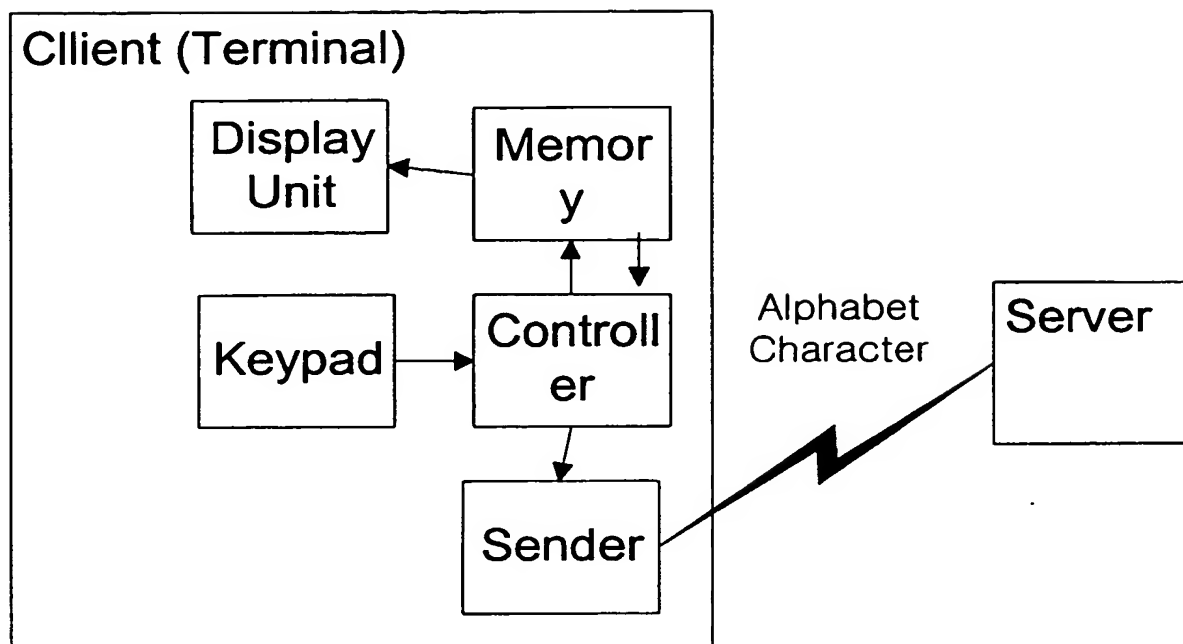 Cllient (Terminal)
Display
Unit
Memor
y
Keypad
Controll
er
Alphabet
Character
Server
Sender